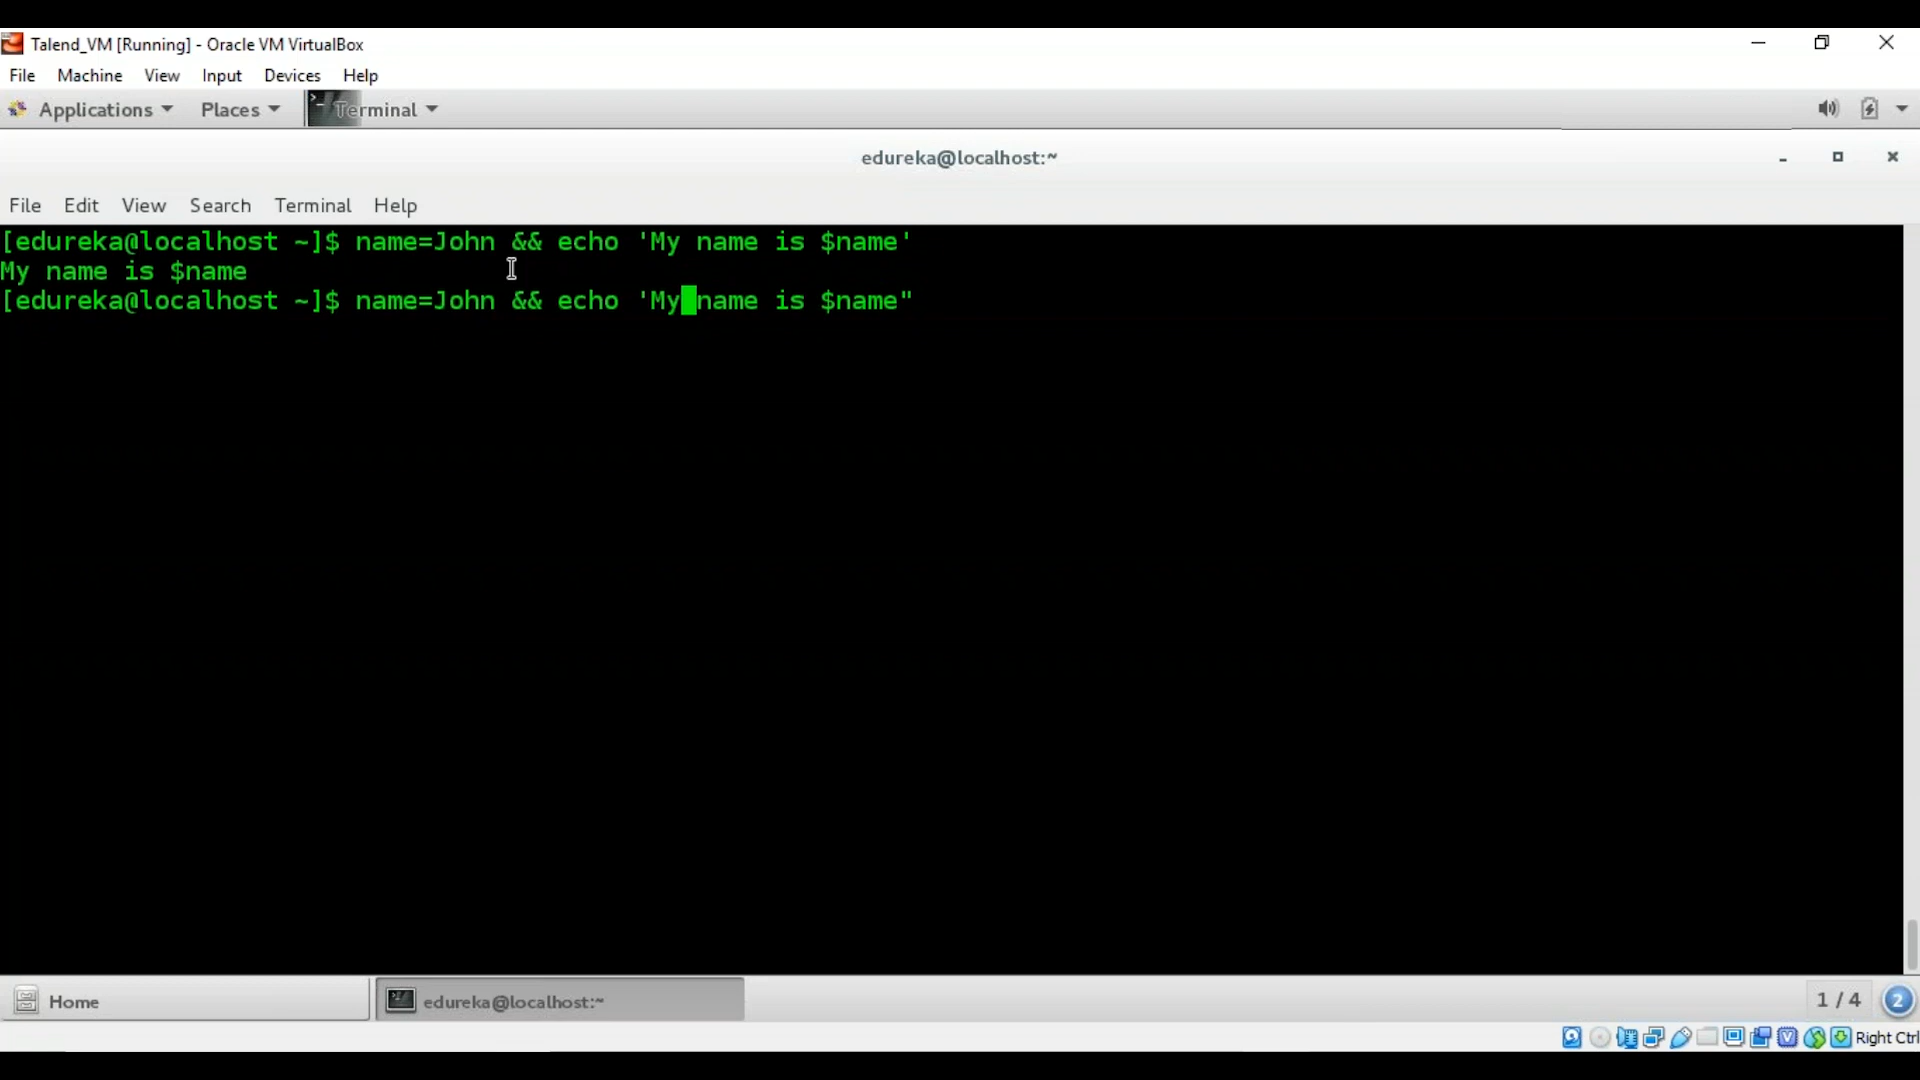 Talend_VM [Running] - Oracle VM VirtualBox
File Machine View Input Devices Help
Applications Places Terminal
edureka@localhost:~
File Edit View Search Terminal Help
[edureka@localhost ~]$ name=John && echo 'My name is $name'
My name is $name
[edureka@localhost ~]$ name=John && echo 'My name is $name"
Home edureka@localhost:~ 1 / 4 2
Right Ctrl